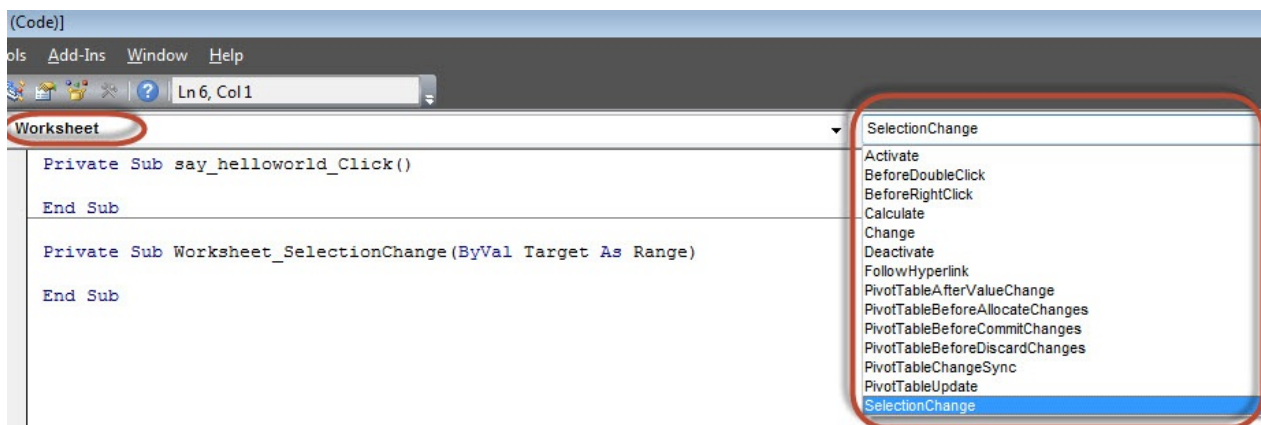 (Code)]
ols Add-Ins Window Help
Ln 6, Col 1
Worksheet
SelectionChange
Private Sub say_helloworld_Click()
End Sub
Private Sub Worksheet_SelectionChange(ByVal Target As Range)
End Sub
Activate
BeforeDoubleClick
BeforeRightClick
Calculate
Change
Deactivate
FollowHyperlink
PivotTableAfterValueChange
PivotTableBeforeAllocateChanges
PivotTableBeforeCommitChanges
PivotTableBeforeDiscardChanges
PivotTableChangeSync
PivotTableUpdate
SelectionChange